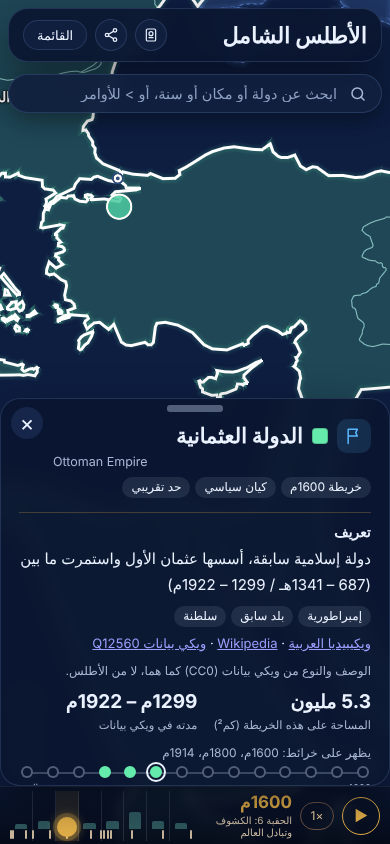 الأطلس الشامل
القائمة
ابحث عن دولة أو مكان أو سنة، أو > للأوامر
الدولة العثمانية
Ottoman Empire
خريطة 1600م
كيان سياسي
حد تقريبي
تعريف
دولة إسلامية سابقة، أسسها عثمان الأول واستمرت ما بين
(687 – 1341هـ / 1299 – 1922م)
إمبراطورية
بلد سابق
سلطنة
ويكيبيديا العربية · Wikipedia · ويكي بيانات Q12560
الوصف والنوع من ويكي بيانات (CC0) كما هما، لا من الأطلس.
5.3 مليون
المساحة على هذه الخريطة (كم²)
1299م – 1922م
مدته في ويكي بيانات
يظهر على خرائط: 1600م، 1800م، 1914م
1×
1600م
الحقبة 6: الكشوف
وتبادل العالم